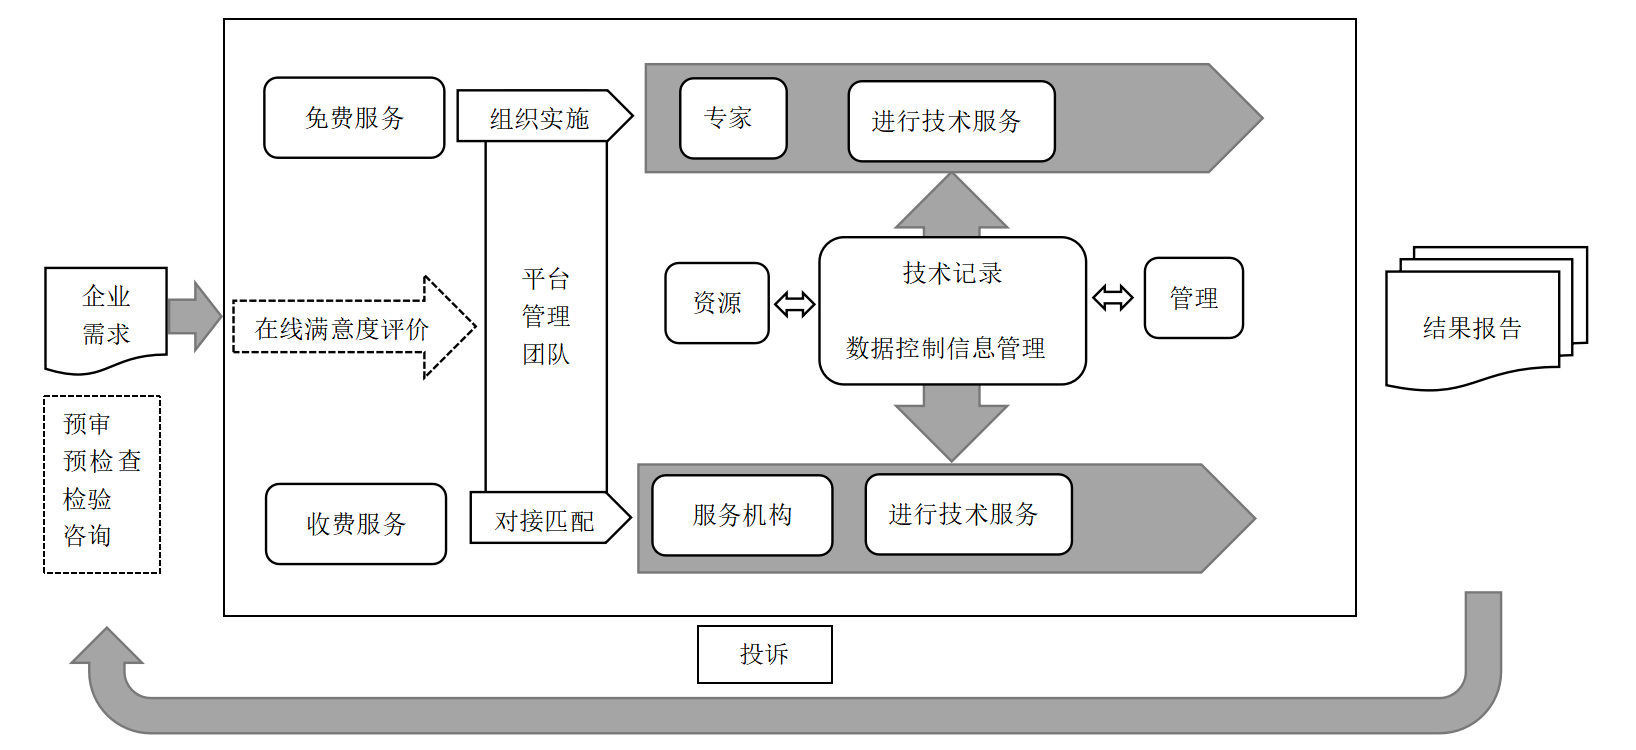 免费服务
组织实施
专家
进行技术服务
企业
需求
在线满意度评价
平台
管理
团队
资源
技术记录
数据控制信息管理
管理
结果报告
预审
预检查
检验
咨询
收费服务
对接匹配
服务机构
进行技术服务
投诉